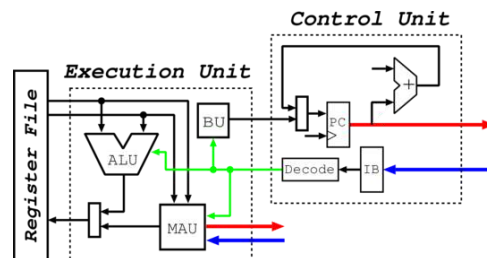 Control Unit
Execution Unit
Register File
BU
PC
+
ALU
Decode
IB
MAU